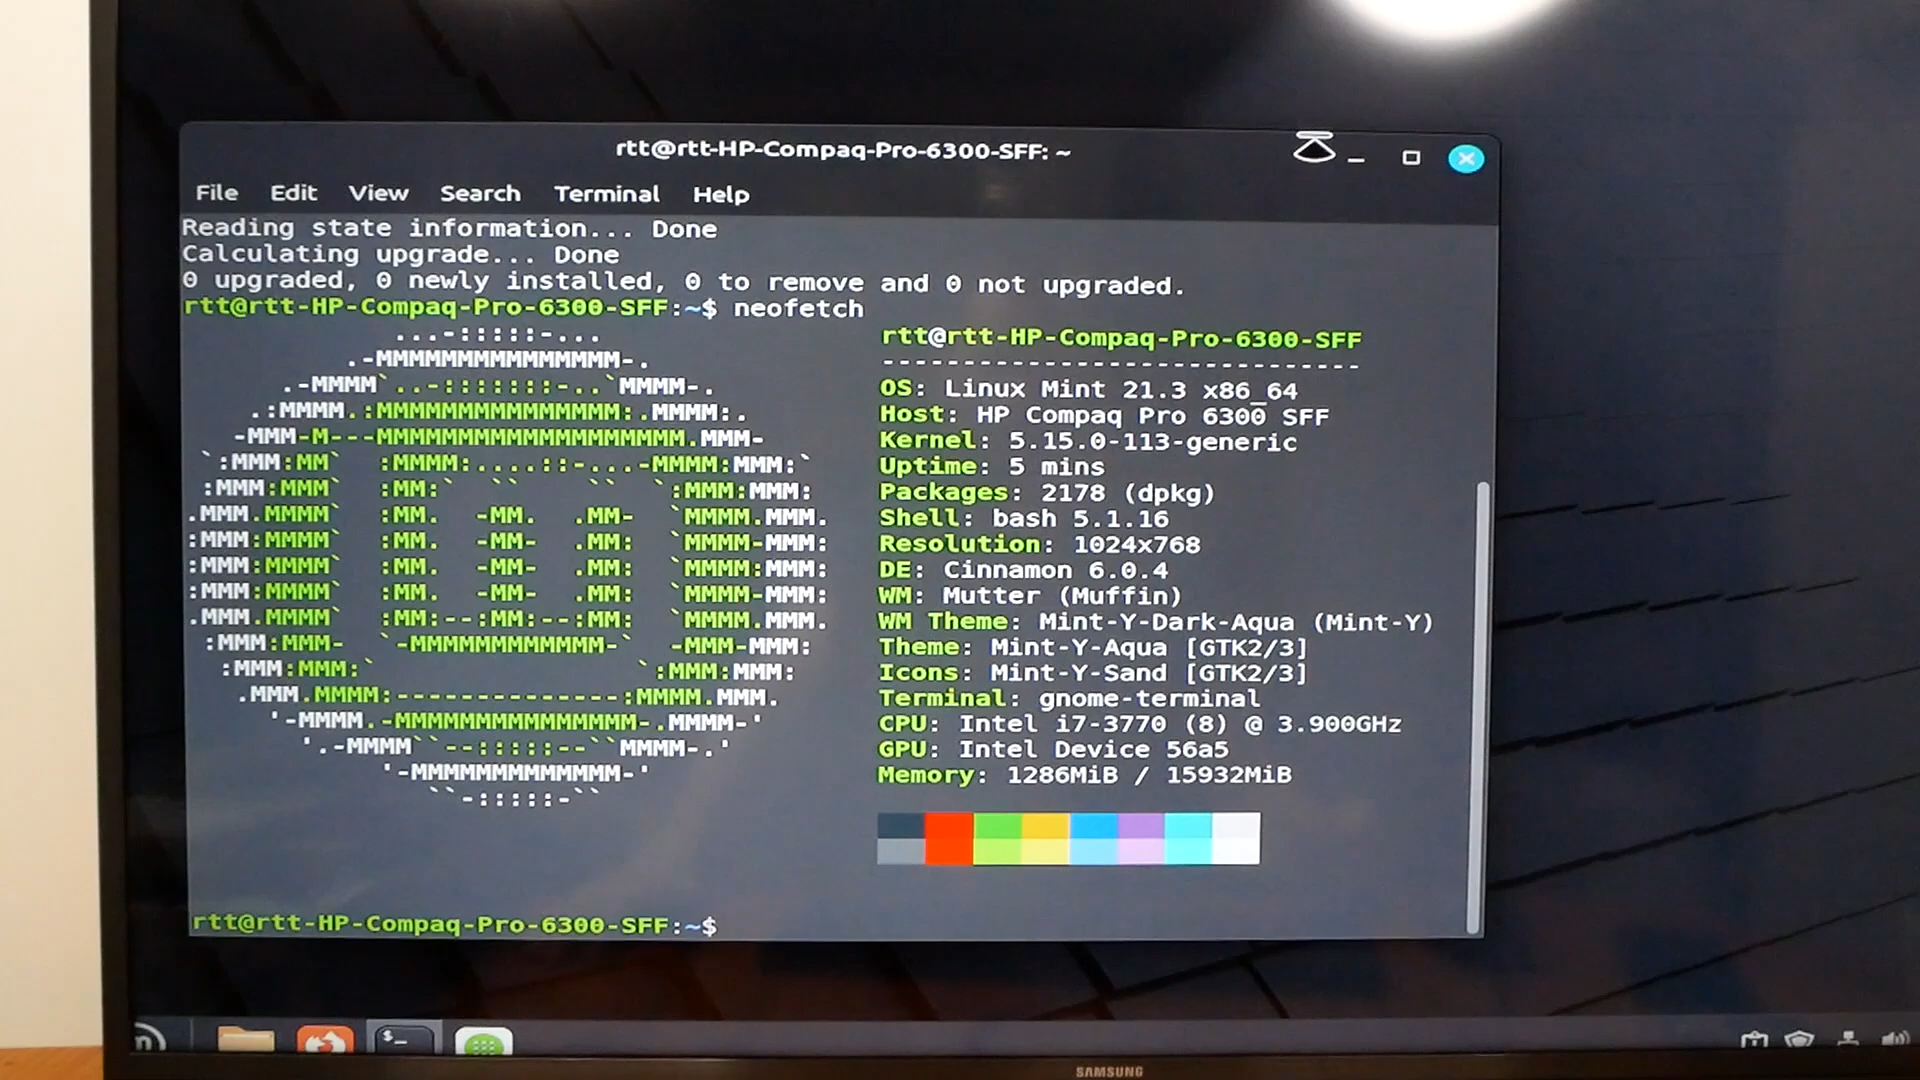 rtt@rtt-HP-Compaq-Pro-6300-SFF: ~
File Edit View Search Terminal Help
Reading state information... Done
Calculating upgrade... Done
0 upgraded, 0 newly installed, 0 to remove and 0 not upgraded.
rtt@rtt-HP-Compaq-Pro-6300-SFF:~$ neofetch
rtt@rtt-HP-Compaq-Pro-6300-SFF
------------------------------
OS: Linux Mint 21.3 x86_64
Host: HP Compaq Pro 6300 SFF
Kernel: 5.15.0-113-generic
Uptime: 5 mins
Packages: 2178 (dpkg)
Shell: bash 5.1.16
Resolution: 1024x768
DE: Cinnamon 6.0.4
WM: Mutter (Muffin)
WM Theme: Mint-Y-Dark-Aqua (Mint-Y)
Theme: Mint-Y-Aqua [GTK2/3]
Icons: Mint-Y-Sand [GTK2/3]
Terminal: gnome-terminal
CPU: Intel i7-3770 (8) @ 3.900GHz
GPU: Intel Device 56a5
Memory: 1286MiB / 15932MiB
rtt@rtt-HP-Compaq-Pro-6300-SFF:~$
SAMSUNG